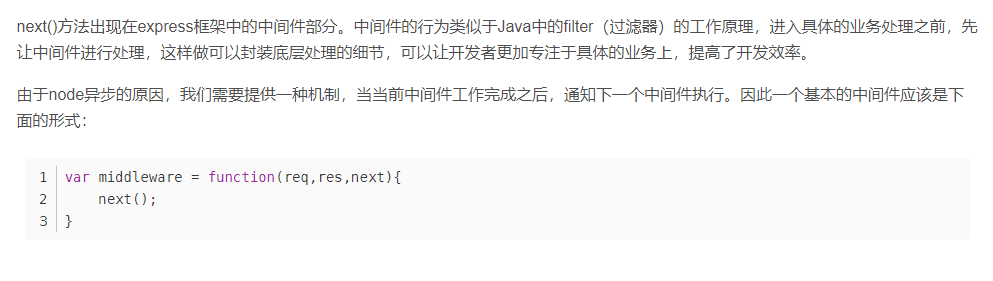 next()方法出现在express框架中的中间件部分。中间件的行为类似于Java中的filter（过滤器）的工作原理，进入具体的业务处理之前，先
让中间件进行处理，这样做可以封装底层处理的细节，可以让开发者更加专注于具体的业务上，提高了开发效率。
由于node异步的原因，我们需要提供一种机制，当当前中间件工作完成之后，通知下一个中间件执行。因此一个基本的中间件应该是下
面的形式：
1 var middleware = function(req,res,next){
2     next();
3 }